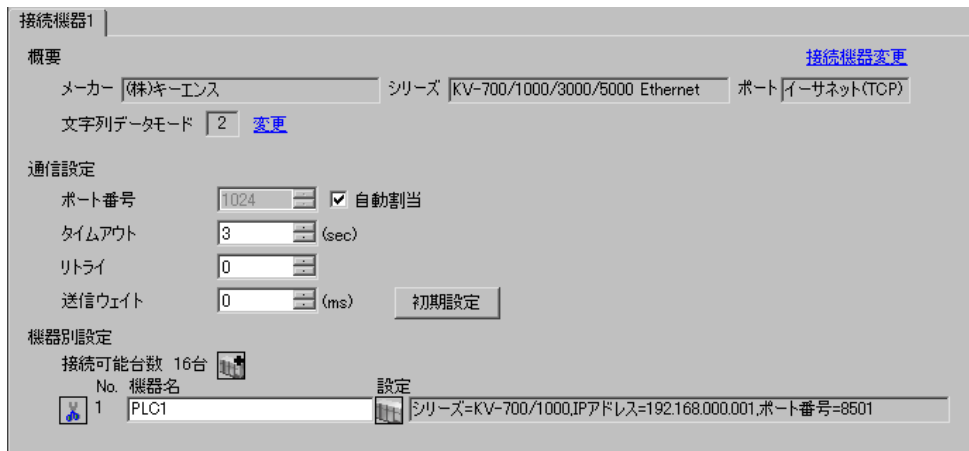 接続機器1
概要 接続機器変更
メーカー (株)キーエンス シリーズ KV-700/1000/3000/5000 Ethernet ポート イーサネット(TCP)
文字列データモード 2 変更
通信設定
ポート番号 1024 自動割当
タイムアウト 3 (sec)
リトライ 0
送信ウェイト 0 (ms) 初期設定
機器別設定
接続可能台数 16台
No. 機器名 設定
1 PLC1 シリーズ=KV-700/1000,IPアドレス=192.168.000.001,ポート番号=8501